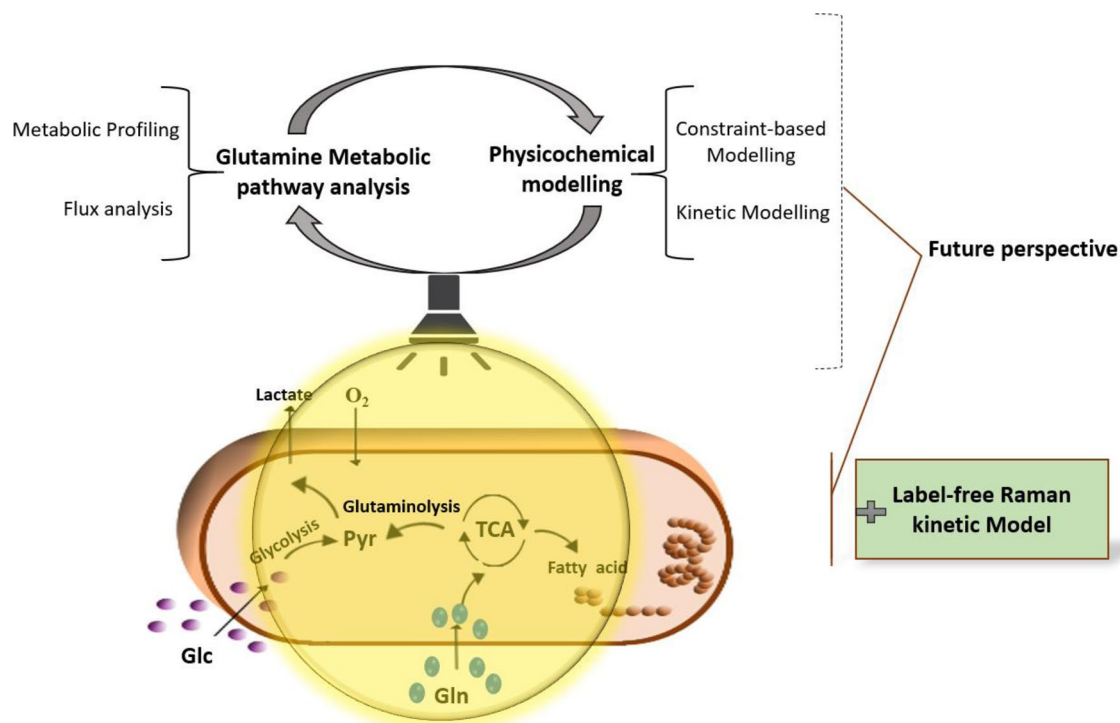 Metabolic Profiling
Flux analysis
Glutamine Metabolic
pathway analysis
Physicochemical
modelling
Constraint-based
Modelling
Kinetic Modelling
Future perspective
Label-free Raman
kinetic Model
Lactate
O₂
Glutaminolysis
Glycolysis
Pyr
TCA
Fatty acid
Glc
Gln